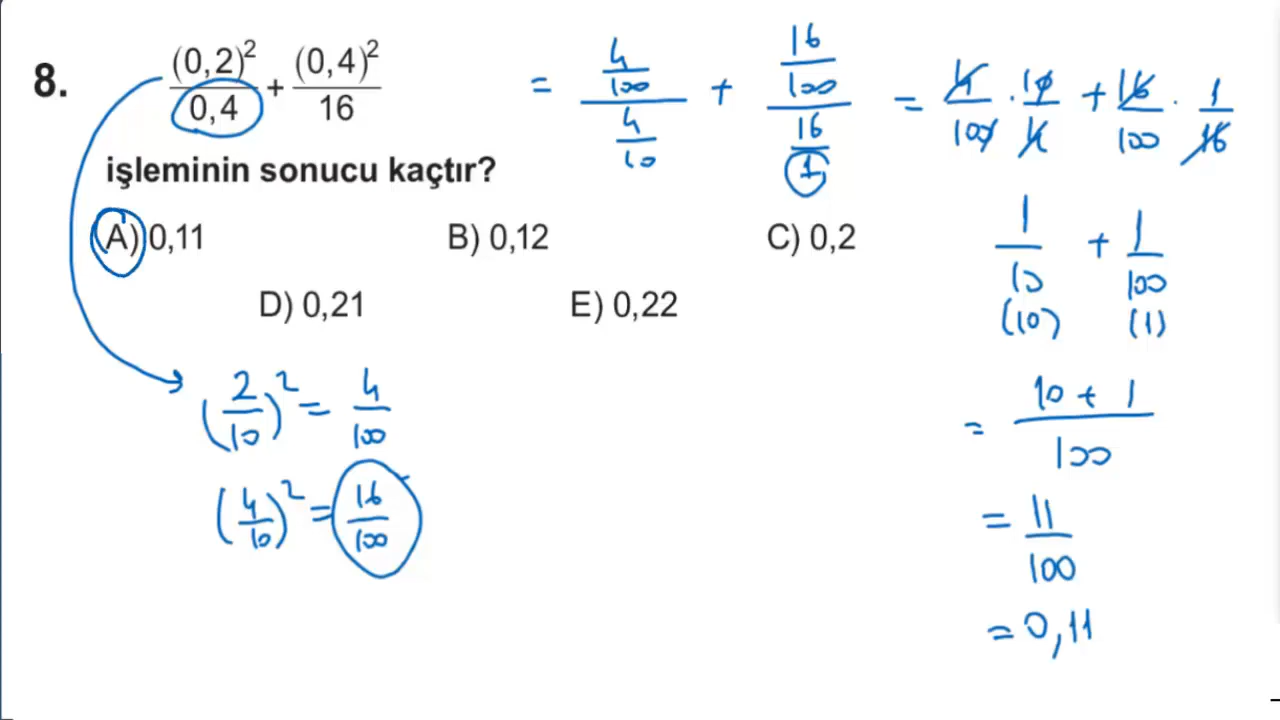 8. (0,2)²/0,4 + (0,4)²/16 = (4/100)/(4/10) + (16/100)/(16/1) = 4/100 · 10/4 + 16/100 · 1/16
işleminin sonucu kaçtır?
A) 0,11 B) 0,12 C) 0,2
D) 0,21 E) 0,22
1/10 + 1/100
(10) (1)
(2/10)² = 4/100
(4/10)² = 16/100
= (10 + 1)/100
= 11/100
= 0,11